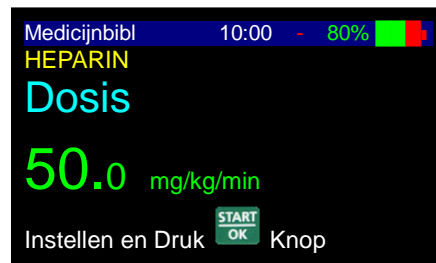 Medicijnbibl 10:00 - 80%
HEPARIN
Dosis
50.0 mg/kg/min
Instellen en Druk START OK Knop